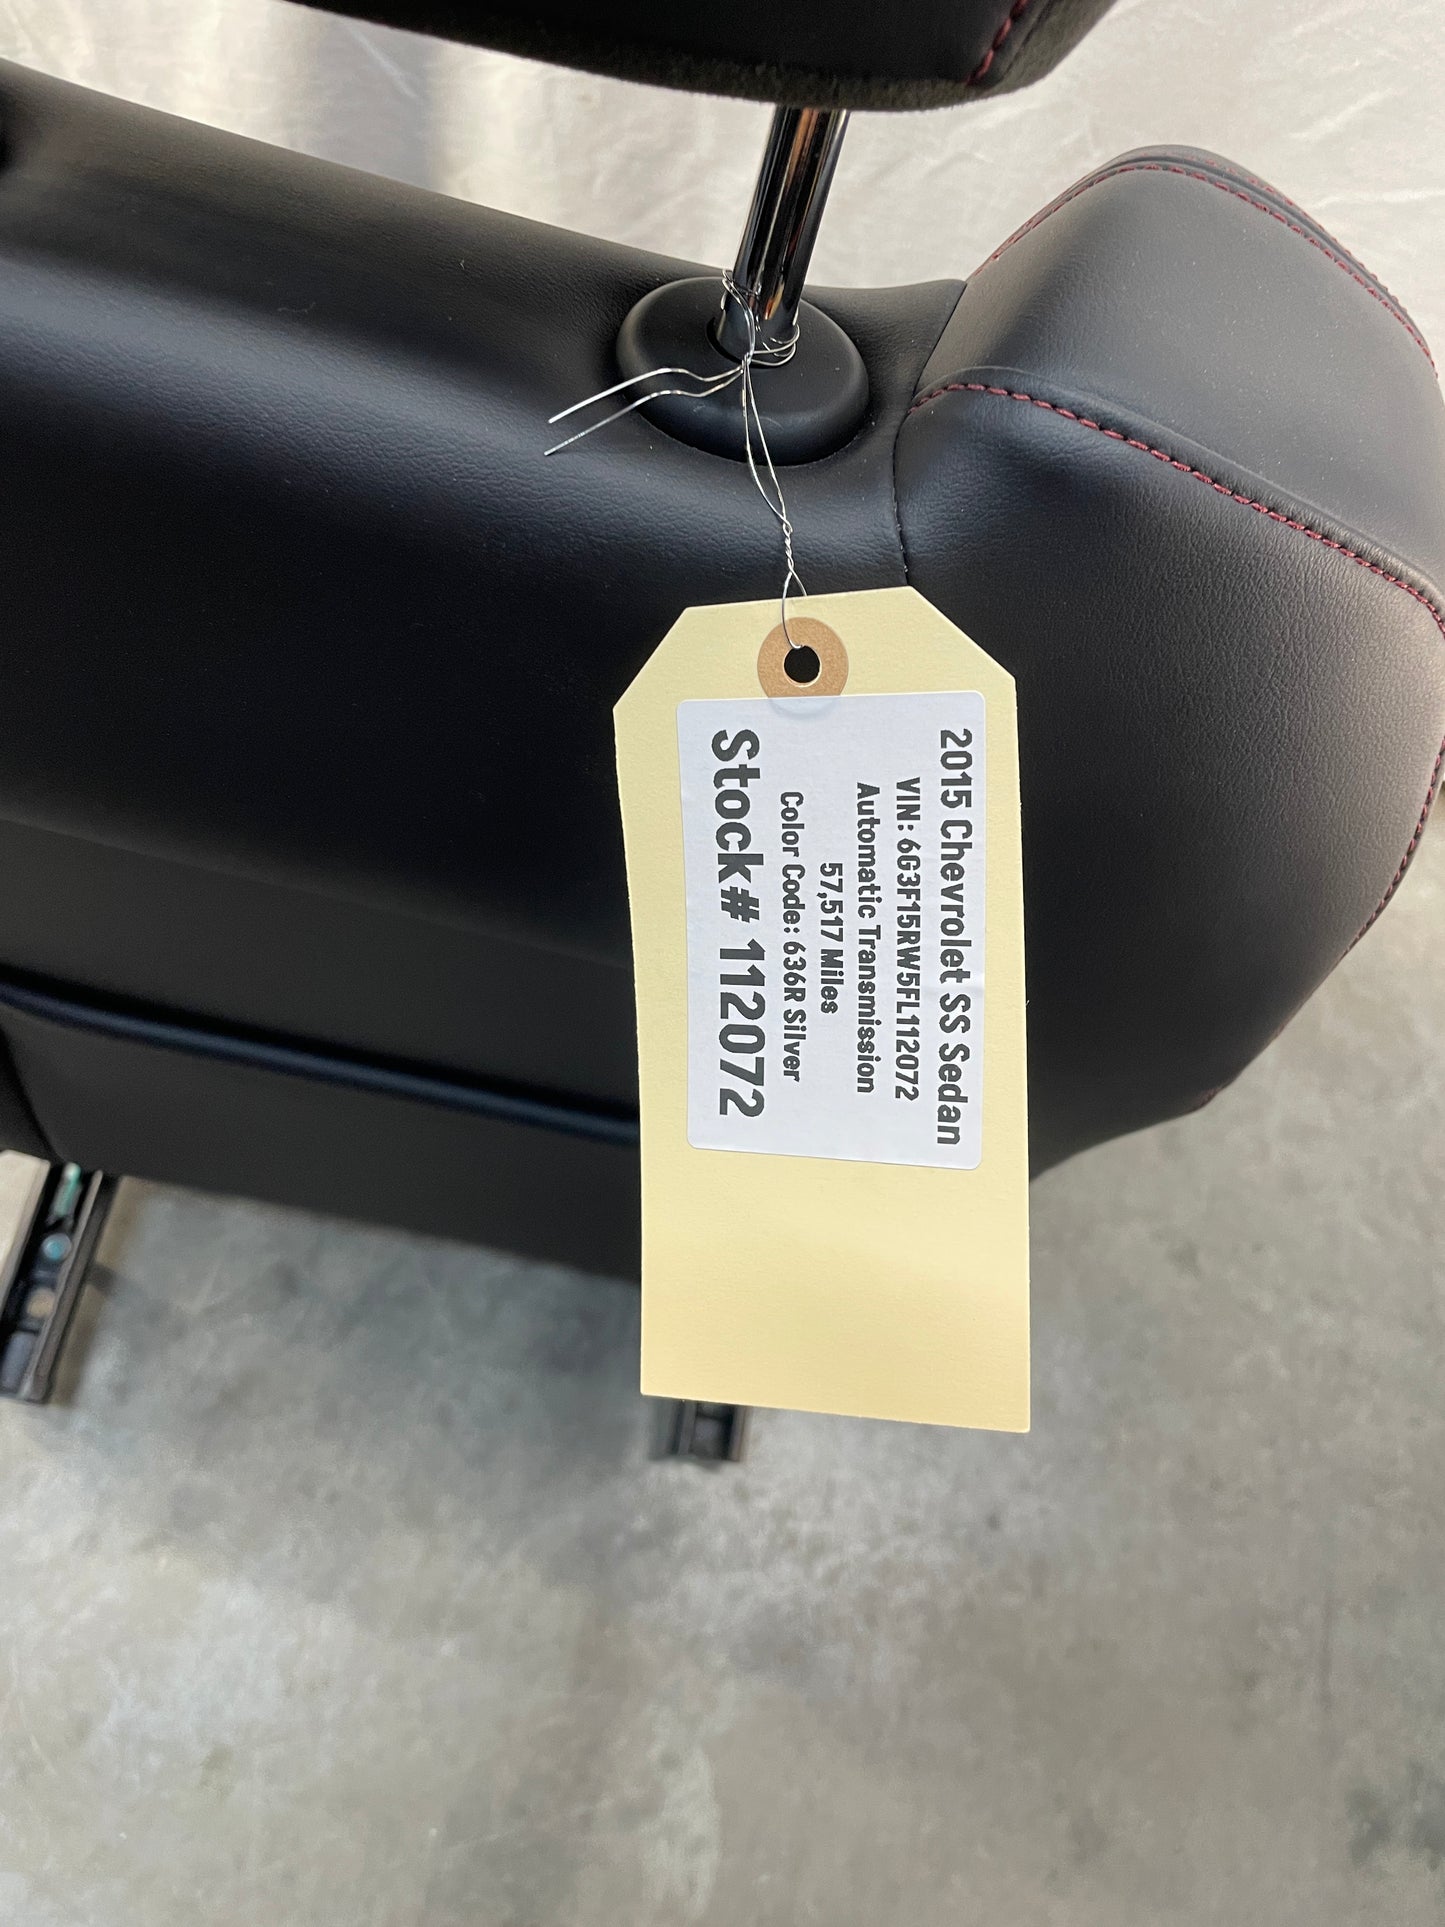 2015 Chevrolet SS Sedan
VIN: 6G3F15RW5FL112072
Automatic Transmission
57,517 Miles
Color Code: 636R Silver
Stock# 112072